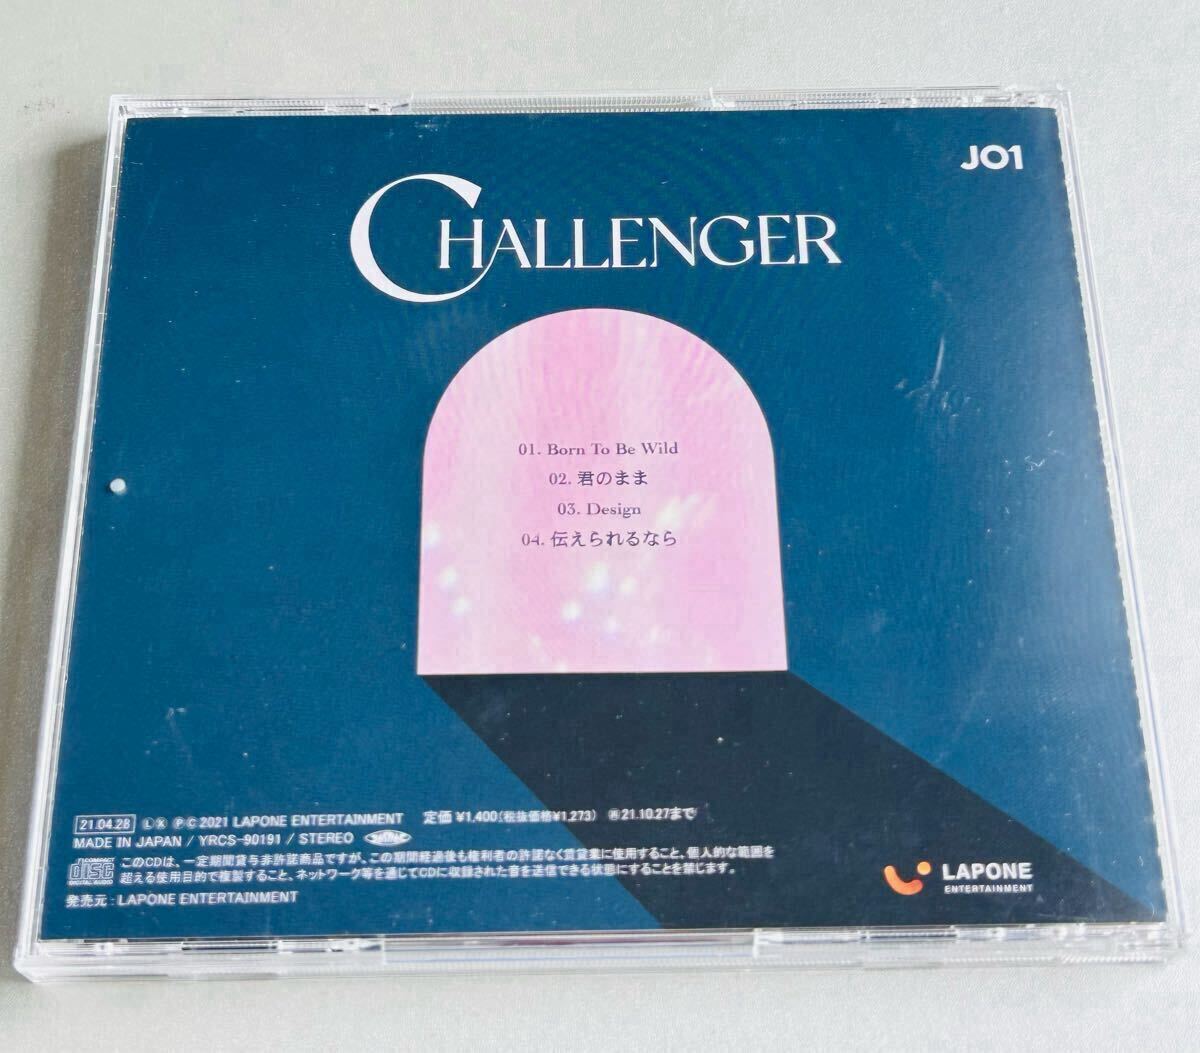 JO1
CHALLENGER
01. Born To Be Wild
02. 君のまま
03. Design
04. 伝えられるなら
21.04.28 Ⓛ Ⓧ Ⓟ Ⓒ 2021 LAPONE ENTERTAINMENT 定価 ¥1,400(税抜価格¥1,273) ㊢21.10.27まで
MADE IN JAPAN / YRCS-90191 / STEREO
COMPACT
disc
DIGITAL AUDIO
このCDは、一定期間貸与非許諾商品ですが、この期間経過後も権利者の許諾なく賃貸業に使用すること、個人的な範囲を
超える使用目的で複製すること、ネットワーク等を通じてCDに収録された音を送信できる状態にすることを禁じます。
発売元 : LAPONE ENTERTAINMENT
LAPONE
ENTERTAINMENT